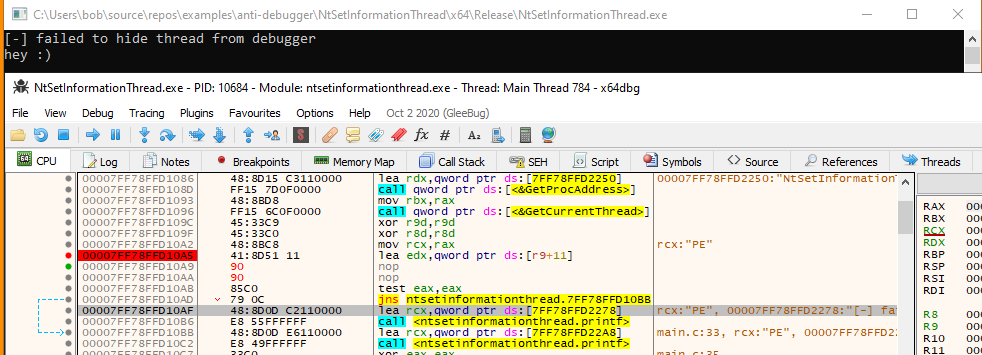 C:\Users\bob\source\repos\examples\anti-debugger\NtSetInformationThread\x64\Release\NtSetInformationThread.exe
[-] failed to hide thread from debugger
hey :)
NtSetInformationThread.exe - PID: 10684 - Module: ntsetinformationthread.exe - Thread: Main Thread 784 - x64dbg
File View Debug Tracing Plugins Favourites Options Help Oct 2 2020 (GleeBug)
CPU Log Notes Breakpoints Memory Map Call Stack SEH Script Symbols Source References Threads
00007FF78FFD1086 48:8D15 C3110000 lea rdx,qword ptr ds:[7FF78FFD2250] 00007FF78FFD2250:"NtSetInformation
00007FF78FFD108D FF15 7D0F0000 call qword ptr ds:[<&GetProcAddress>]
00007FF78FFD1093 48:8BD8 mov rbx,rax
00007FF78FFD1096 FF15 6C0F0000 call qword ptr ds:[<&GetCurrentThread>]
00007FF78FFD109C 45:33C9 xor r9d,r9d
00007FF78FFD109F 45:33C0 xor r8d,r8d
00007FF78FFD10A2 48:8BC8 mov rcx,rax rcx:"PE"
00007FF78FFD10A5 41:8D51 11 lea edx,qword ptr ds:[r9+11]
00007FF78FFD10A9 90 nop
00007FF78FFD10AA 90 nop
00007FF78FFD10AB 85C0 test eax,eax
00007FF78FFD10AD 79 0C jns ntsetinformationthread.7FF78FFD10BB
00007FF78FFD10AF 48:8D0D C2110000 lea rcx,qword ptr ds:[7FF78FFD2278] rcx:"PE", 00007FF78FFD2278:"[-] fa
00007FF78FFD10B6 E8 55FFFFFF call <ntsetinformationthread.printf>
00007FF78FFD10BB 48:8D0D E6110000 lea rcx,qword ptr ds:[7FF78FFD22A8] main.c:33, rcx:"PE", 00007FF78FFD22
00007FF78FFD10C2 E8 49FFFFFF call <ntsetinformationthread.printf>
00007FF78FFD10C7 33C0 xor eax,eax main.c:35
RAX 000
RBX 000
RCX 000
RDX 000
RBP 000
RSP 000
RSI 000
RDI 000
R8 000
R9 000
R10 000
R11 000